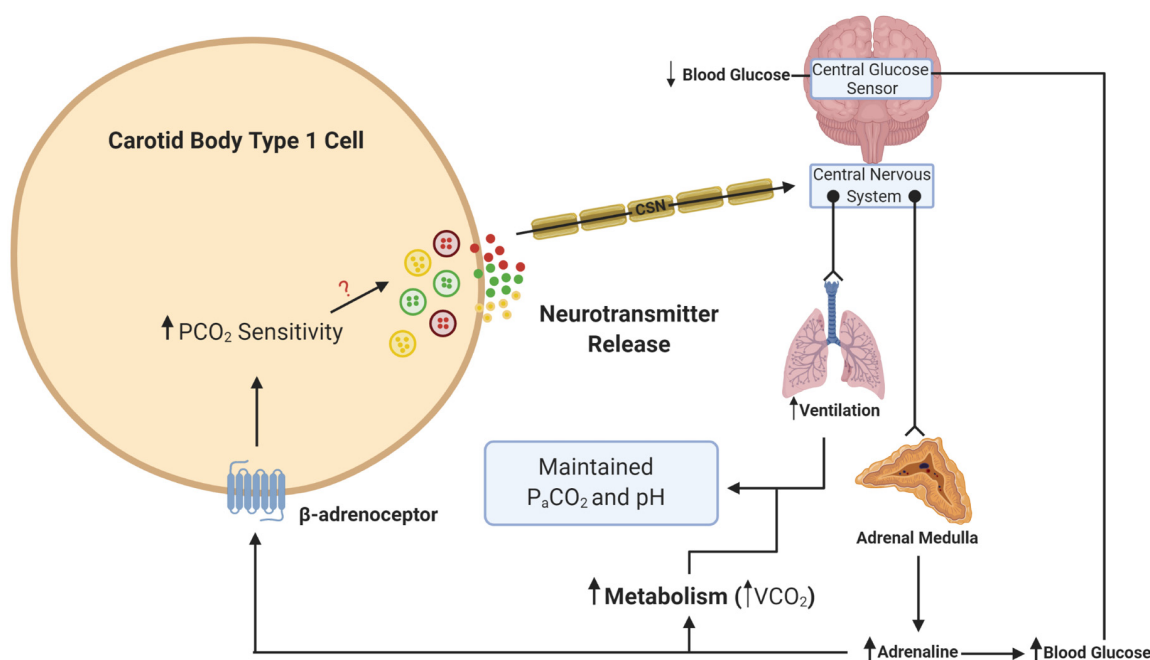 ↓ Blood Glucose
Central Glucose
Sensor
Carotid Body Type 1 Cell
Central Nervous
System
CSN
?
↑ PCO₂ Sensitivity
Neurotransmitter
Release
↑ Ventilation
Maintained
PₐCO₂ and pH
β-adrenoceptor
Adrenal Medulla
↑ Metabolism (↑VCO₂)
↑ Adrenaline
↑ Blood Glucose